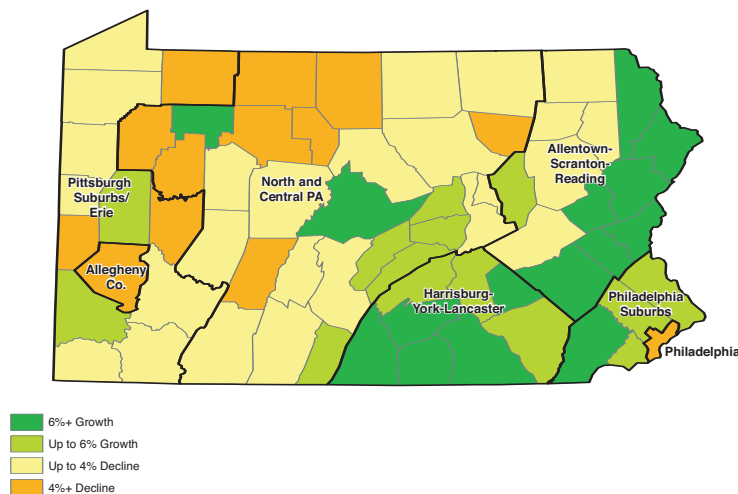 Allentown-
Scranton-
Reading
Pittsburgh
Suburbs/
Erie
North and
Central PA
Allegheny
Co.
Harrisburg-
York-Lancaster
Philadelphia
Suburbs
Philadelphia
6%+ Growth
Up to 6% Growth
Up to 4% Decline
4%+ Decline